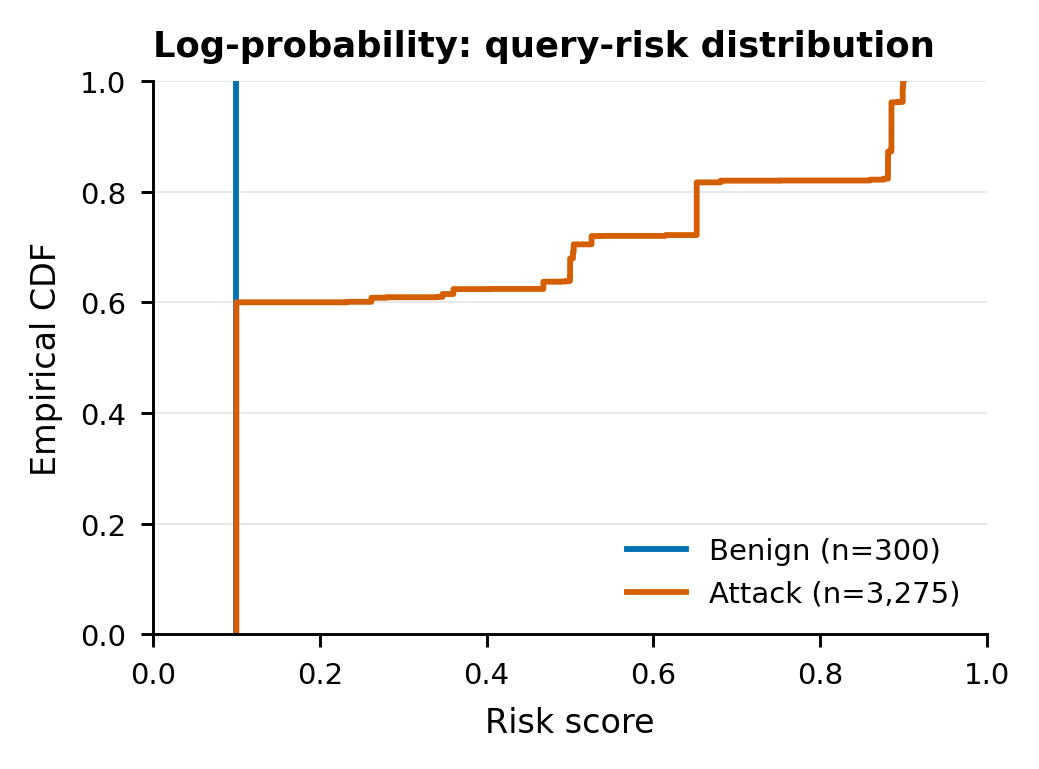 Log-probability: query-risk distribution
1.0
0.8
0.6
0.4
0.2
0.0
Empirical CDF
Benign (n=300)
Attack (n=3,275)
0.0 0.2 0.4 0.6 0.8 1.0
Risk score